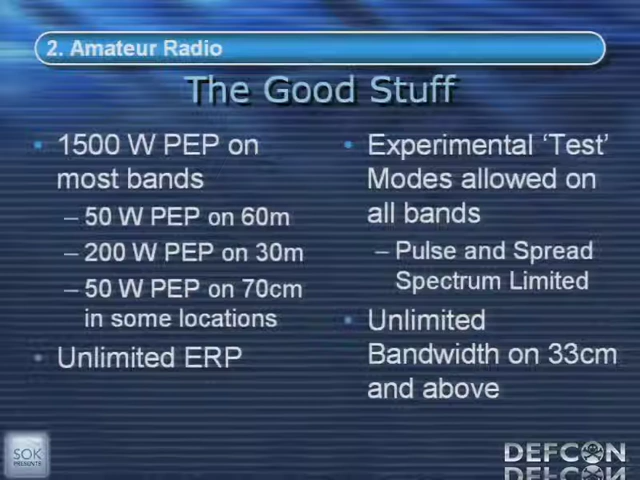 2. Amateur Radio
The Good Stuff
• 1500 W PEP on
most bands
– 50 W PEP on 60m
– 200 W PEP on 30m
– 50 W PEP on 70cm
in some locations
• Unlimited ERP
• Experimental ‘Test’
Modes allowed on
all bands
– Pulse and Spread
Spectrum Limited
• Unlimited
Bandwidth on 33cm
and above
SOK
PRESENTS
DEFCON